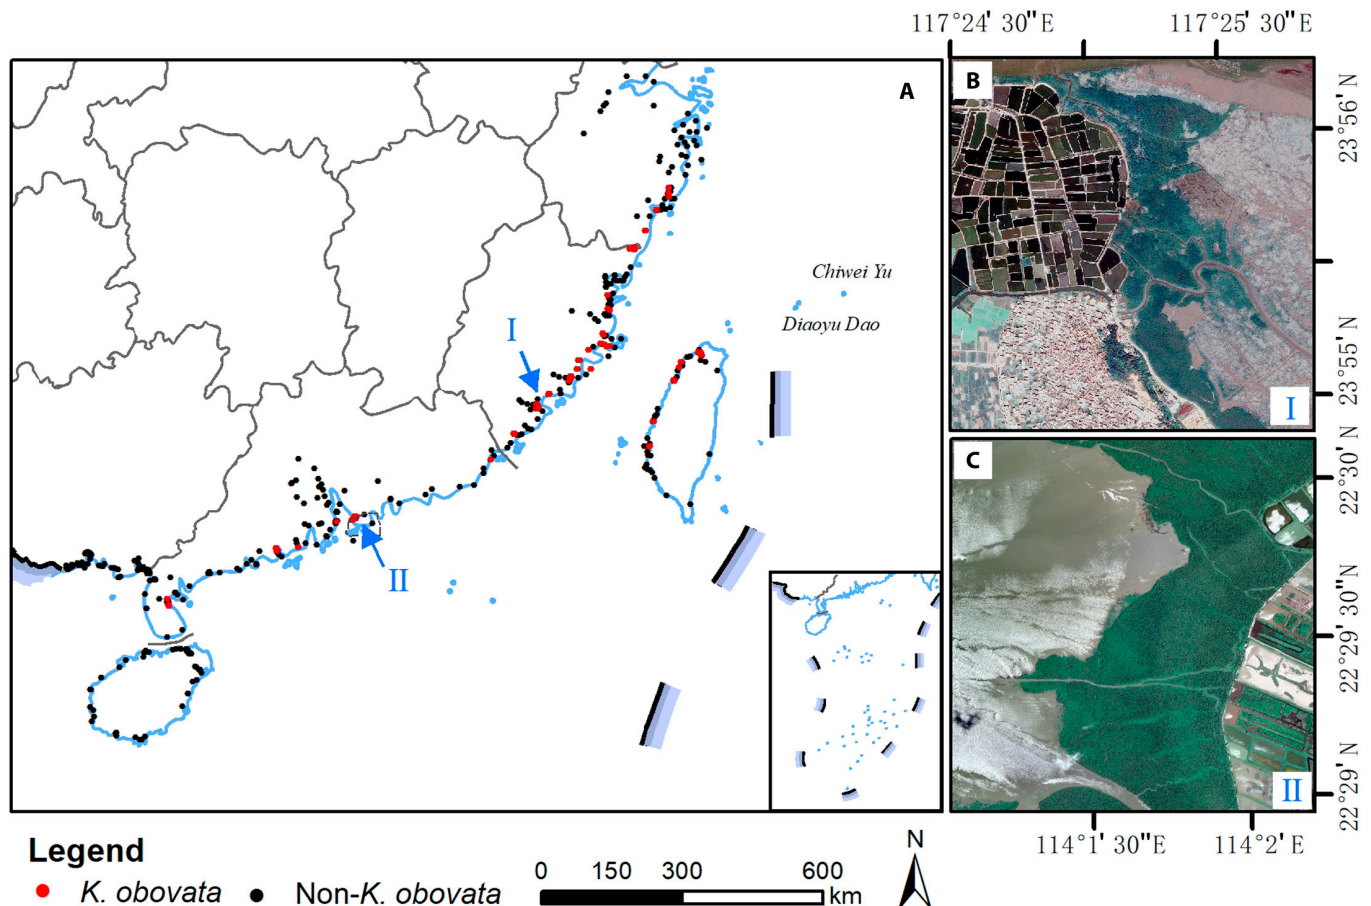 117°24' 30"E
117°25' 30"E
A
B
23°56' N
Chiwei Yu
Diaoyu Dao
I
23°55' N
I
C
22°30' N
II
22°29' 30"N
II
22°29' N
114°1' 30"E
114°2' E
Legend
K. obovata
Non-K. obovata
0 150 300 600
km
N